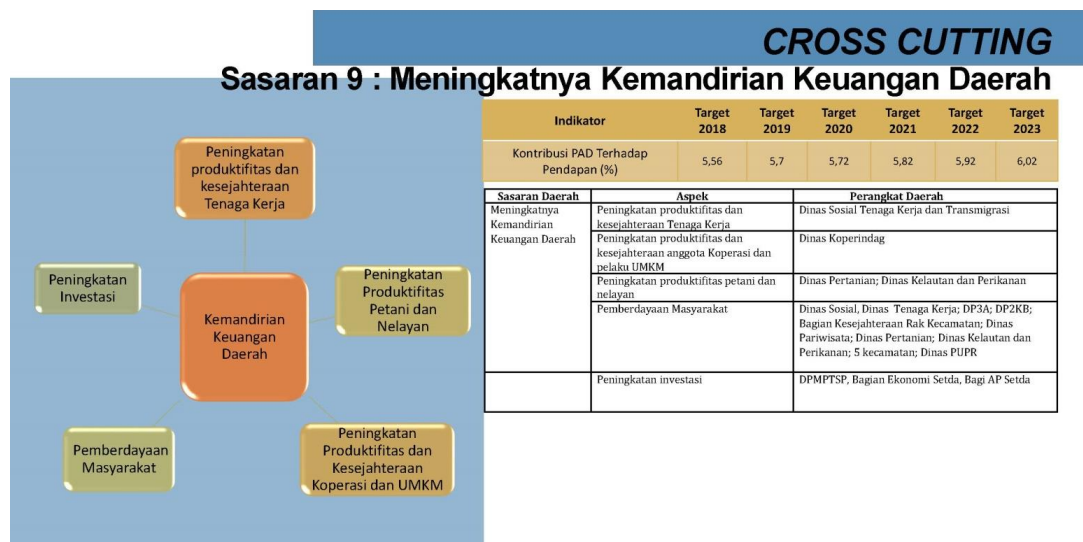 CROSS CUTTING
Sasaran 9 : Meningkatnya Kemandirian Keuangan Daerah
Peningkatan
produktifitas dan
kesejahteraan
Tenaga Kerja
Peningkatan
Investasi
Kemandirian
Keuangan
Daerah
Peningkatan
Produktifitas
Petani dan
Nelayan
Pemberdayaan
Masyarakat
Peningkatan
Produktifitas dan
Kesejahteraan
Koperasi dan UMKM
Indikator
Target
2018
Target
2019
Target
2020
Target
2021
Target
2022
Target
2023
Kontribusi PAD Terhadap
Pendapan (%)
5,56
5,7
5,72
5,82
5,92
6,02
Sasaran Daerah
Aspek
Perangkat Daerah
Meningkatnya
Kemandirian
Keuangan Daerah
Peningkatan produktifitas dan
kesejahteraan Tenaga Kerja
Dinas Sosial Tenaga Kerja dan Transmigrasi
Peningkatan produktifitas dan
kesejahteraan anggota Koperasi dan
pelaku UMKM
Dinas Koperindag
Peningkatan produktifitas petani dan
nelayan
Dinas Pertanian; Dinas Kelautan dan Perikanan
Pemberdayaan Masyarakat
Dinas Sosial, Dinas Tenaga Kerja; DP3A; DP2KB;
Bagian Kesejahteraan Rak Kecamatan; Dinas
Pariwisata; Dinas Pertanian; Dinas Kelautan dan
Perikanan; 5 kecamatan; Dinas PUPR
Peningkatan investasi
DPMPTSP, Bagian Ekonomi Setda, Bagi AP Setda